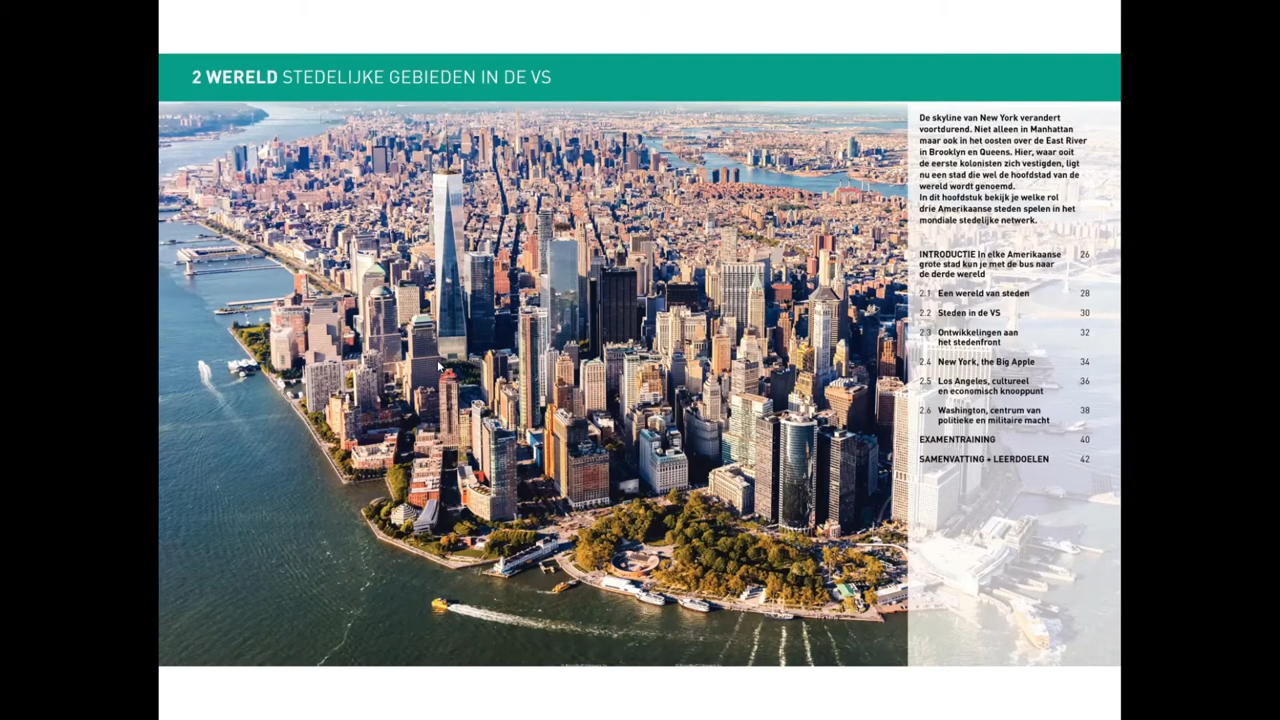 2 WERELD STEDELIJKE GEBIEDEN IN DE VS
De skyline van New York verandert
voortdurend. Niet alleen in Manhattan
maar ook in het oosten over de East River
in Brooklyn en Queens. Hier, waar ooit
de eerste kolonisten zich vestigden, ligt
nu een stad die wel de hoofdstad van de
wereld wordt genoemd.
In dit hoofdstuk bekijk je welke rol
drie Amerikaanse steden spelen in het
mondiale stedelijke netwerk.
INTRODUCTIE In elke Amerikaanse 26
grote stad kun je met de bus naar
de derde wereld
2.1 Een wereld van steden 28
2.2 Steden in de VS 30
2.3 Ontwikkelingen aan 32
het stedenfront
2.4 New York, the Big Apple 34
2.5 Los Angeles, cultureel 36
en economisch knooppunt
2.6 Washington, centrum van 38
politieke en militaire macht
EXAMENTRAINING 40
SAMENVATTING + LEERDOELEN 42